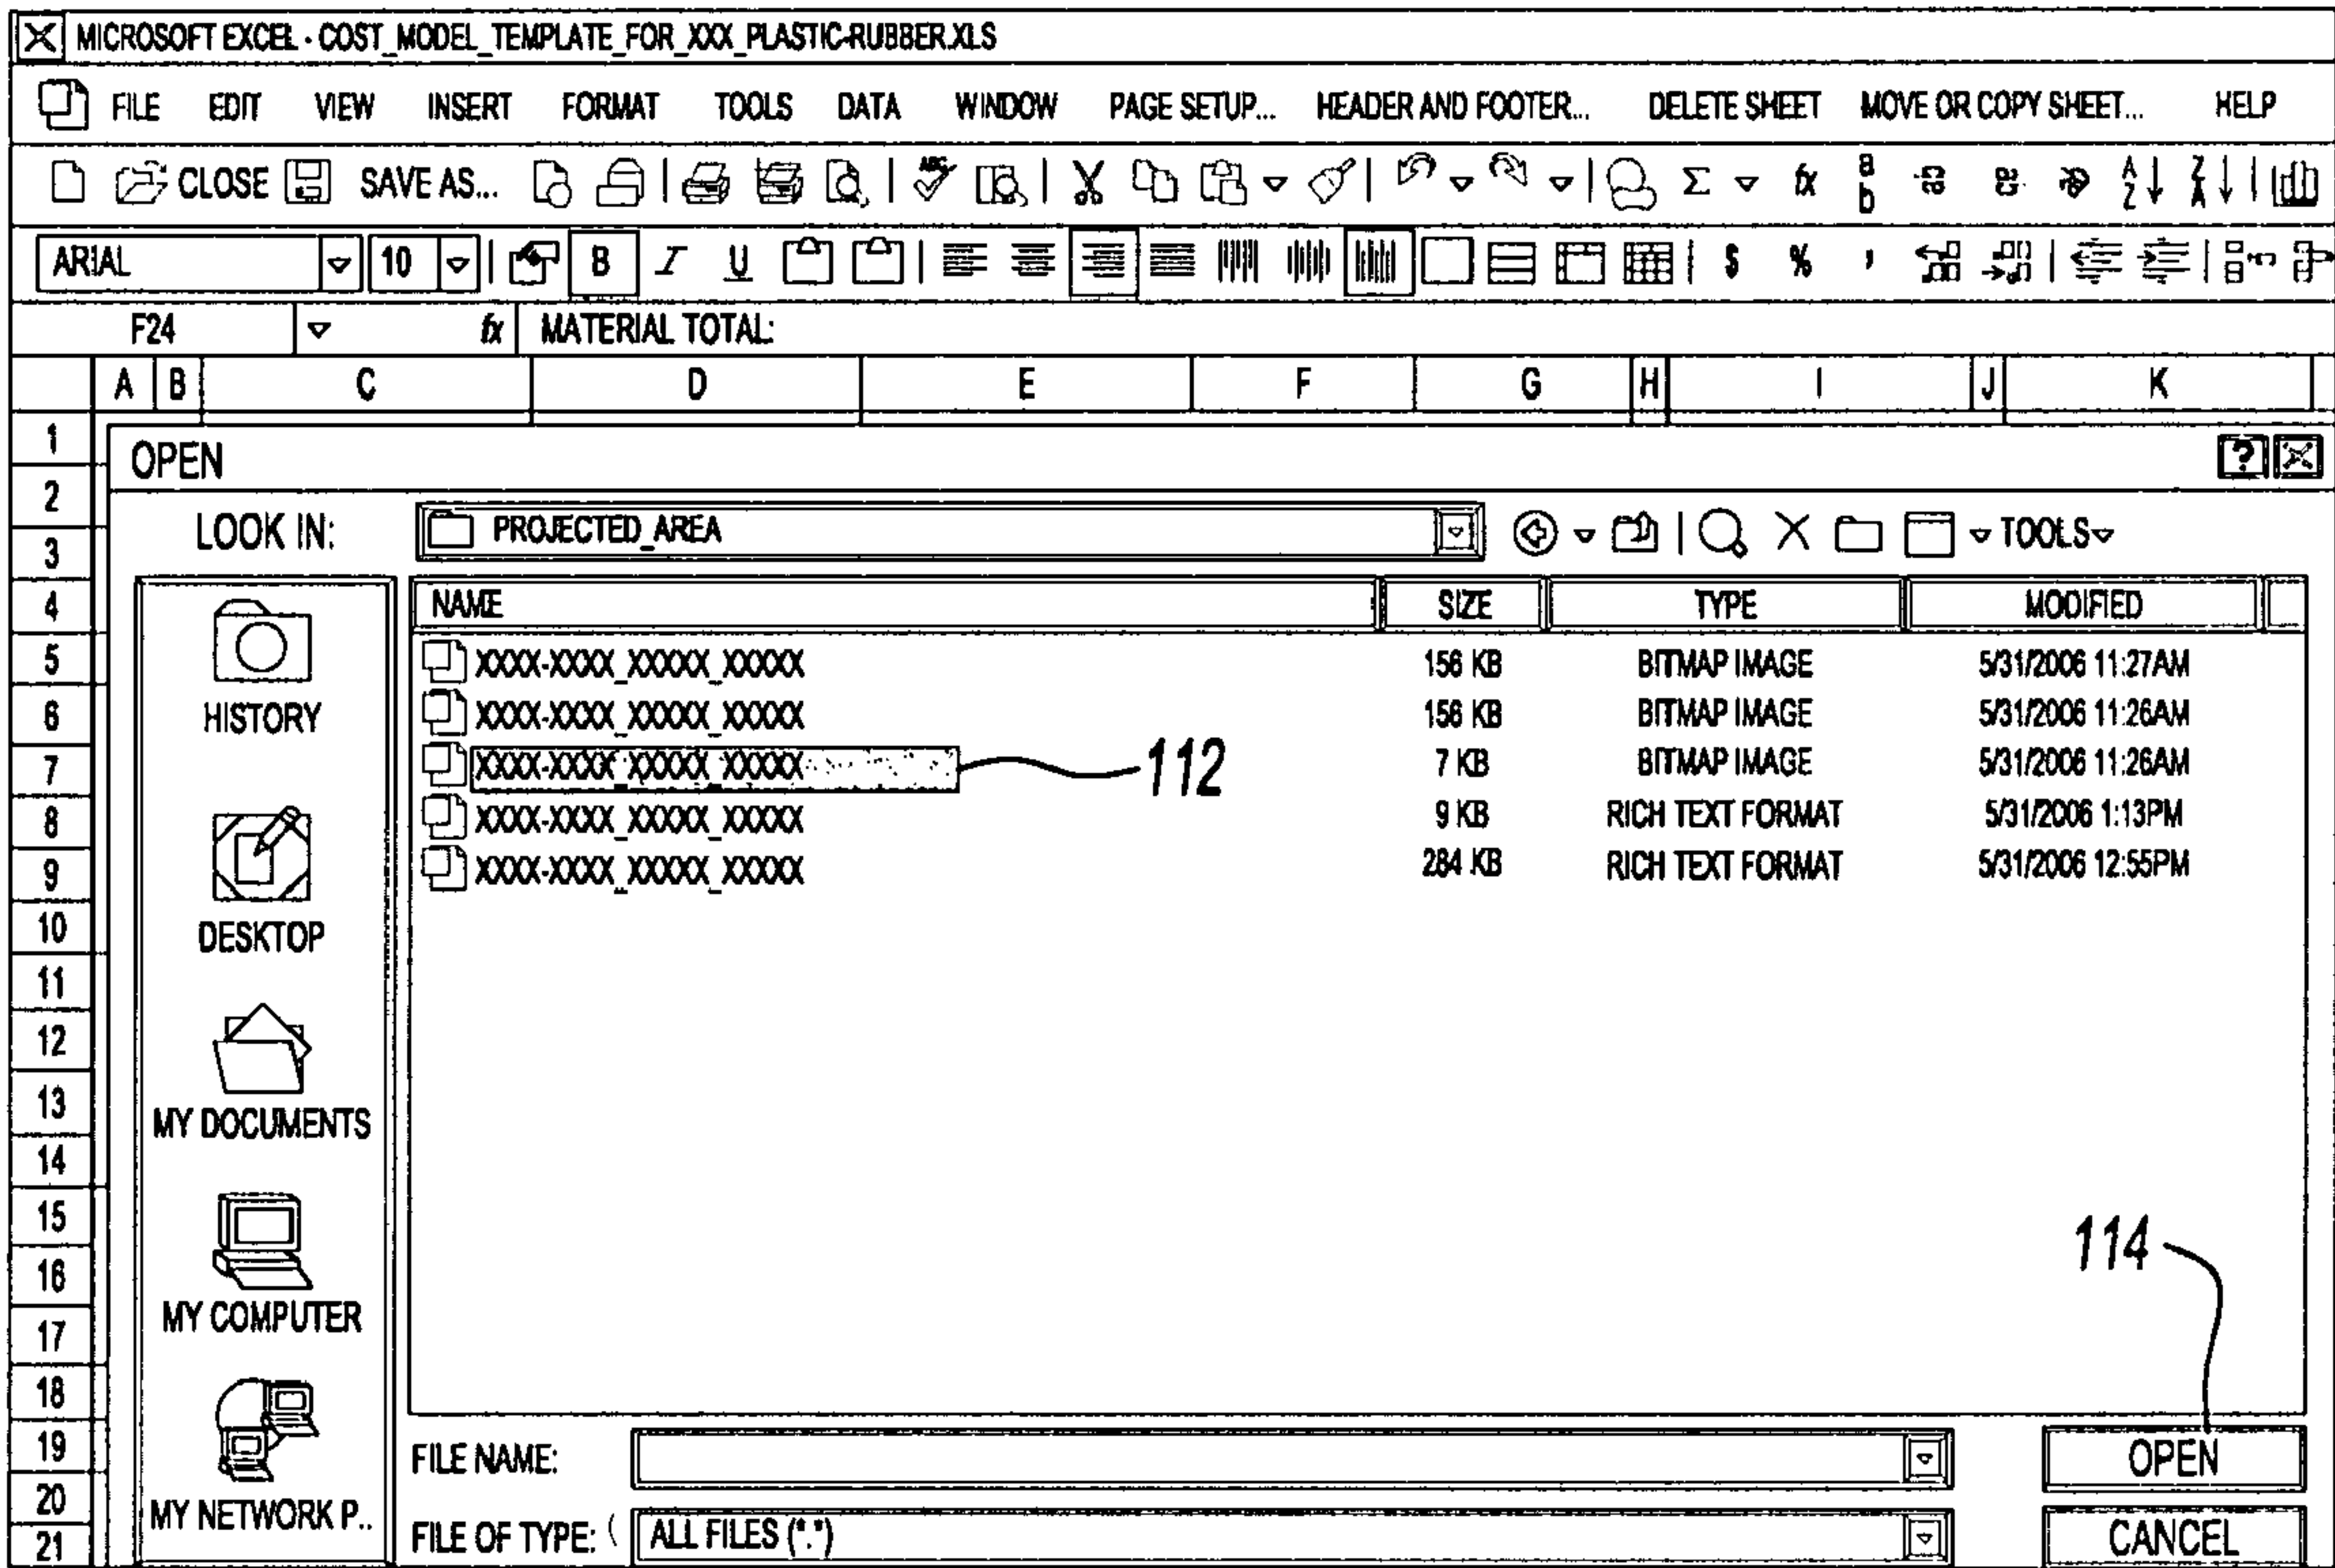 MICROSOFT EXCEL - COST_MODEL_TEMPLATE_FOR_XXX_PLASTIC-RUBBER.XLS
FILE EDIT VIEW INSERT FORMAT TOOLS DATA WINDOW PAGE SETUP... HEADER AND FOOTER... DELETE SHEET MOVE OR COPY SHEET... HELP
CLOSE SAVE AS... ABC Σ fx a b A Z Z A
ARIAL 10 B I U $ % ,
F24 fx MATERIAL TOTAL:
A B C D E F G H I J K
1 OPEN ?
2
3 LOOK IN: PROJECTED_AREA TOOLS
4 NAME SIZE TYPE MODIFIED
5 XXXX-XXXX_XXXXX_XXXXX 156 KB BITMAP IMAGE 5/31/2006 11:27AM
6 HISTORY XXXX-XXXX_XXXXX_XXXXX 156 KB BITMAP IMAGE 5/31/2006 11:26AM
7 XXXX-XXXX_XXXXX_XXXXX 112 7 KB BITMAP IMAGE 5/31/2006 11:26AM
8 XXXX-XXXX_XXXXX_XXXXX 9 KB RICH TEXT FORMAT 5/31/2006 1:13PM
9 XXXX-XXXX_XXXXX_XXXXX 284 KB RICH TEXT FORMAT 5/31/2006 12:55PM
10 DESKTOP
11
12
13 MY DOCUMENTS
14
15 114
16
17 MY COMPUTER
18
19 FILE NAME: OPEN
20 MY NETWORK P..
21 FILE OF TYPE: ( ALL FILES (*.*) CANCEL